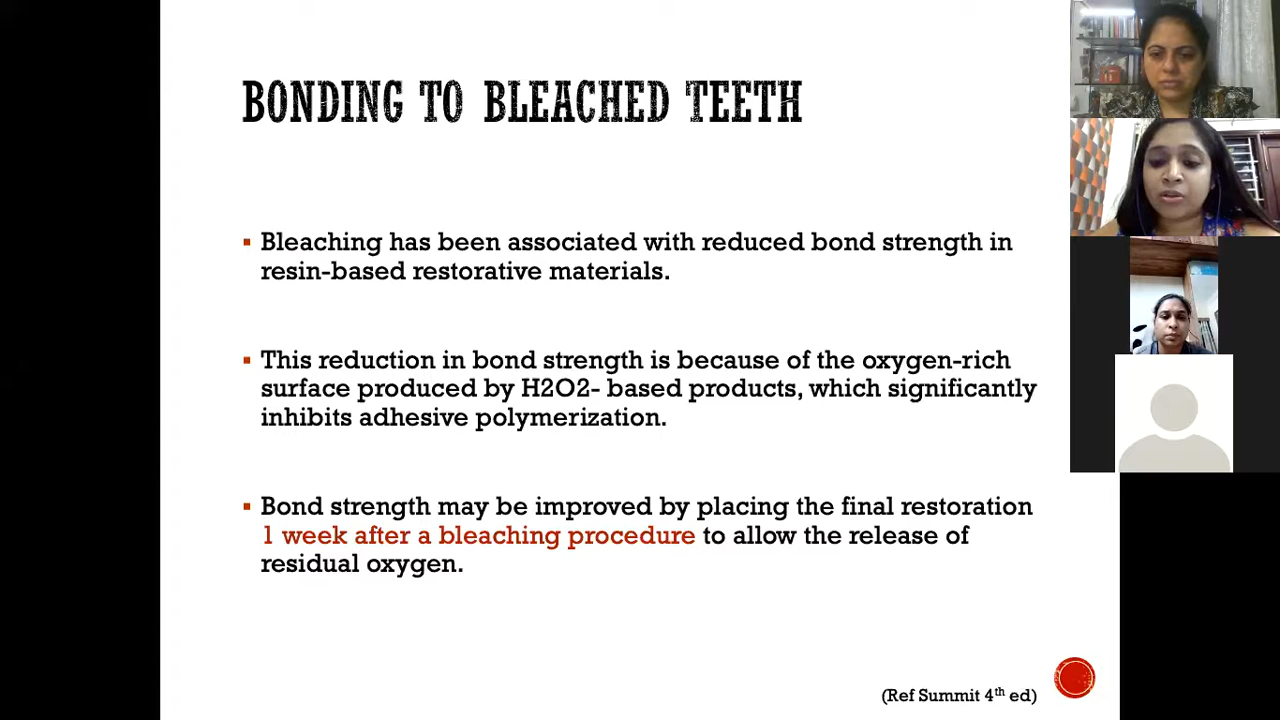 BONDING TO BLEACHED TEETH
▪ Bleaching has been associated with reduced bond strength in
resin-based restorative materials.
▪ This reduction in bond strength is because of the oxygen-rich
surface produced by H2O2- based products, which significantly
inhibits adhesive polymerization.
▪ Bond strength may be improved by placing the final restoration
1 week after a bleaching procedure to allow the release of
residual oxygen.
(Ref Summit 4th ed)